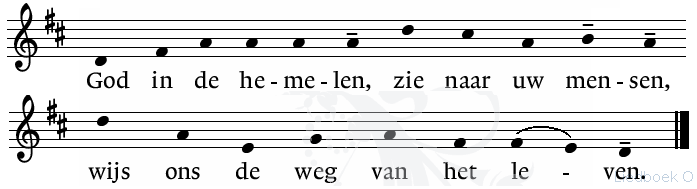 God in de he - me - len, zie naar uw men - sen,
wijs ons de weg van het le - ven.